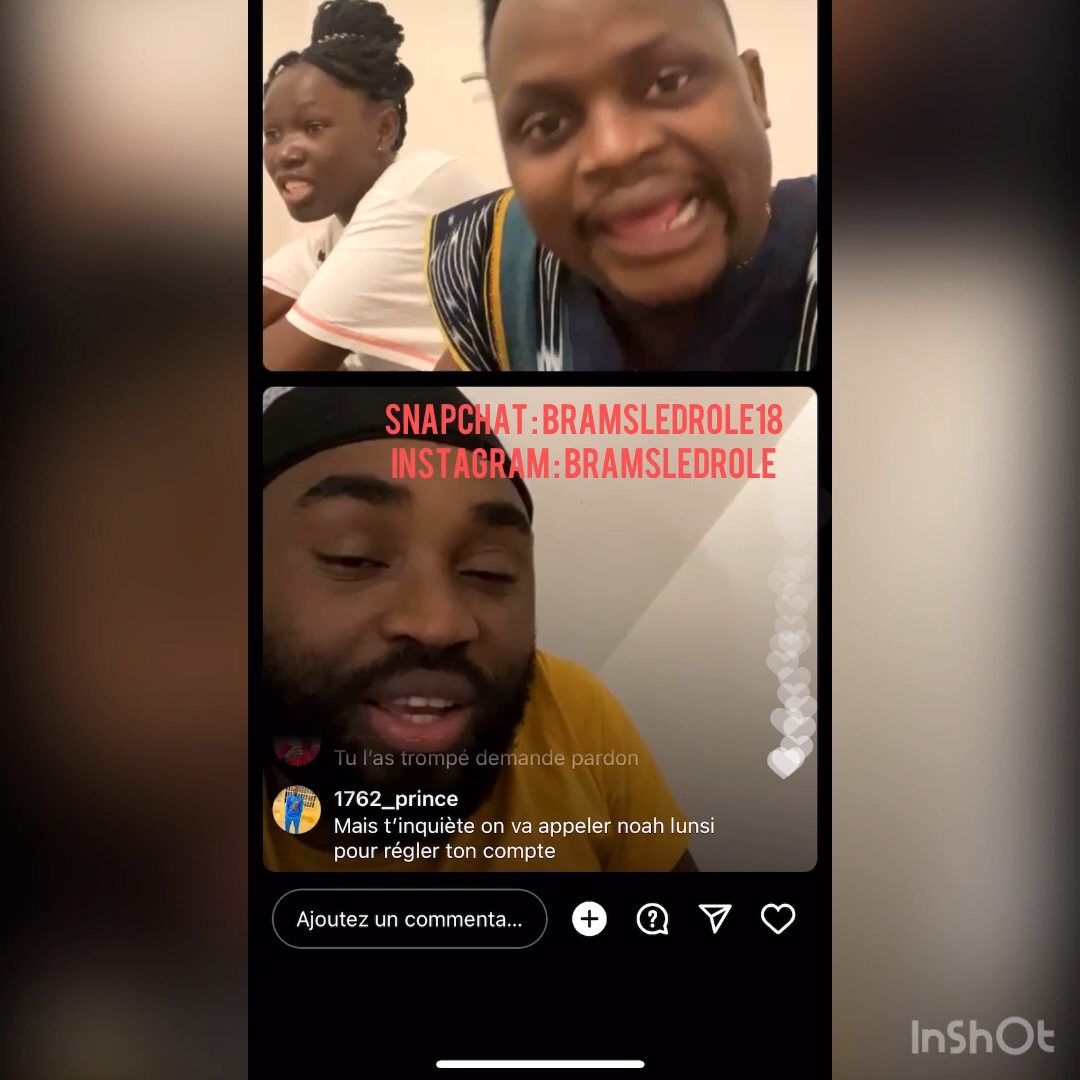 SNAPCHAT : BRAMSLEDROLE18
INSTAGRAM : BRAMSLEDROLE
Tu l'as trompé demande pardon
1762_prince
Mais t'inquiète on va appeler noah lunsi
pour régler ton compte
Ajoutez un commenta...
InShOt